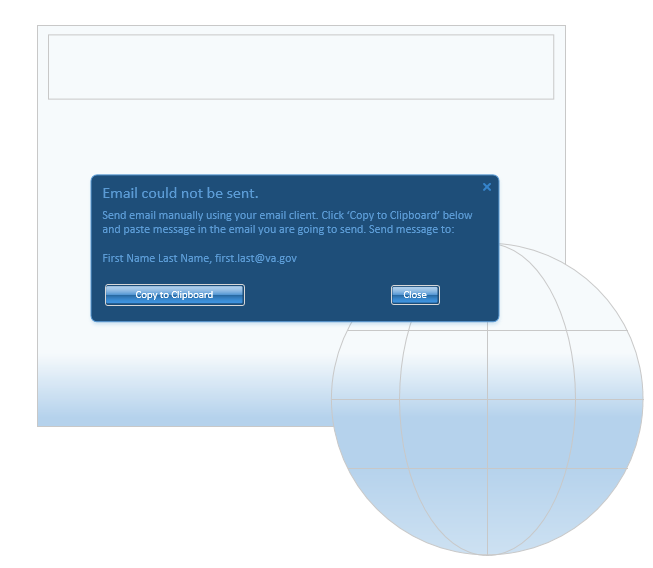 Email could not be sent.
Send email manually using your email client. Click ‘Copy to Clipboard’ below
and paste message in the email you are going to send. Send message to:
First Name Last Name, first.last@va.gov
Copy to Clipboard
Close